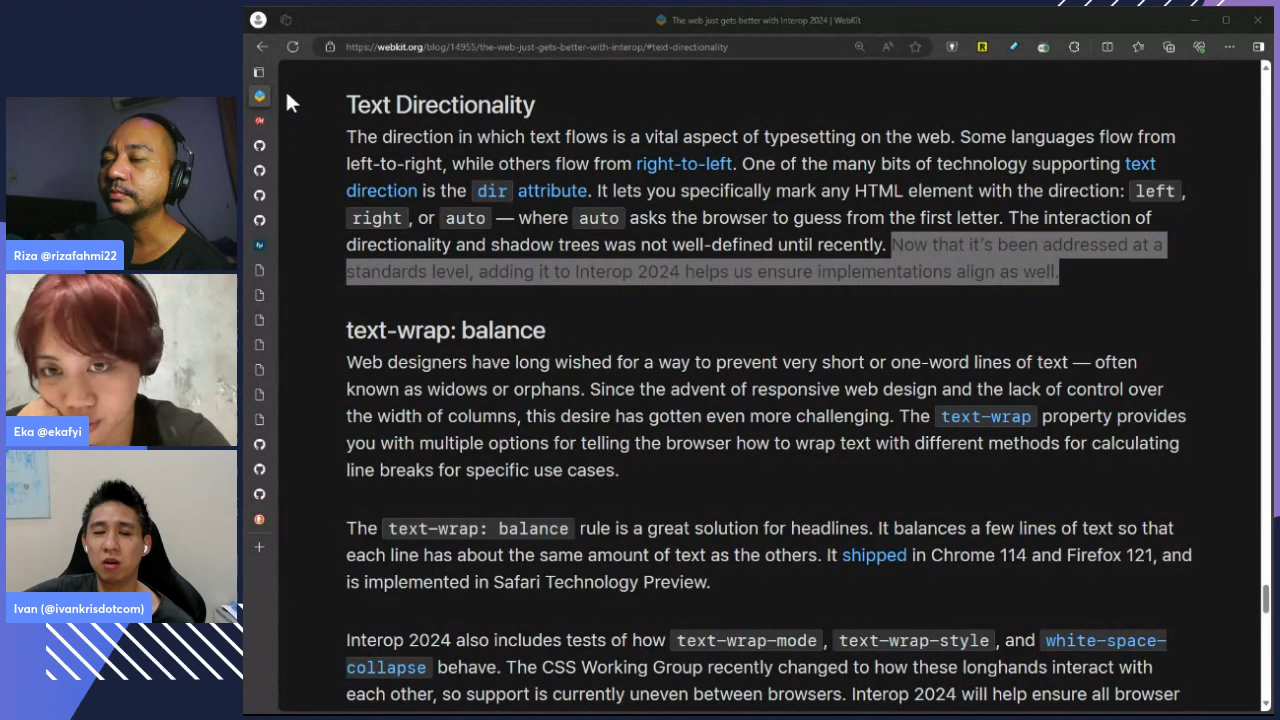 The web just gets better with Interop 2024 | WebKit
https://webkit.org/blog/14955/the-web-just-gets-better-with-interop/#text-directionality
Text Directionality
The direction in which text flows is a vital aspect of typesetting on the web. Some languages flow from
left-to-right, while others flow from right-to-left. One of the many bits of technology supporting text
direction is the dir attribute. It lets you specifically mark any HTML element with the direction: left,
right, or auto — where auto asks the browser to guess from the first letter. The interaction of
directionality and shadow trees was not well-defined until recently. Now that it's been addressed at a
standards level, adding it to Interop 2024 helps us ensure implementations align as well.
text-wrap: balance
Web designers have long wished for a way to prevent very short or one-word lines of text — often
known as widows or orphans. Since the advent of responsive web design and the lack of control over
the width of columns, this desire has gotten even more challenging. The text-wrap property provides
you with multiple options for telling the browser how to wrap text with different methods for calculating
line breaks for specific use cases.
The text-wrap: balance rule is a great solution for headlines. It balances a few lines of text so that
each line has about the same amount of text as the others. It shipped in Chrome 114 and Firefox 121, and
is implemented in Safari Technology Preview.
Interop 2024 also includes tests of how text-wrap-mode, text-wrap-style, and white-space-
collapse behave. The CSS Working Group recently changed to how these longhands interact with
each other, so support is currently uneven between browsers. Interop 2024 will help ensure all browser
Riza @rizafahmi22
Eka @ekafyi
Ivan (@ivankrisdotcom)